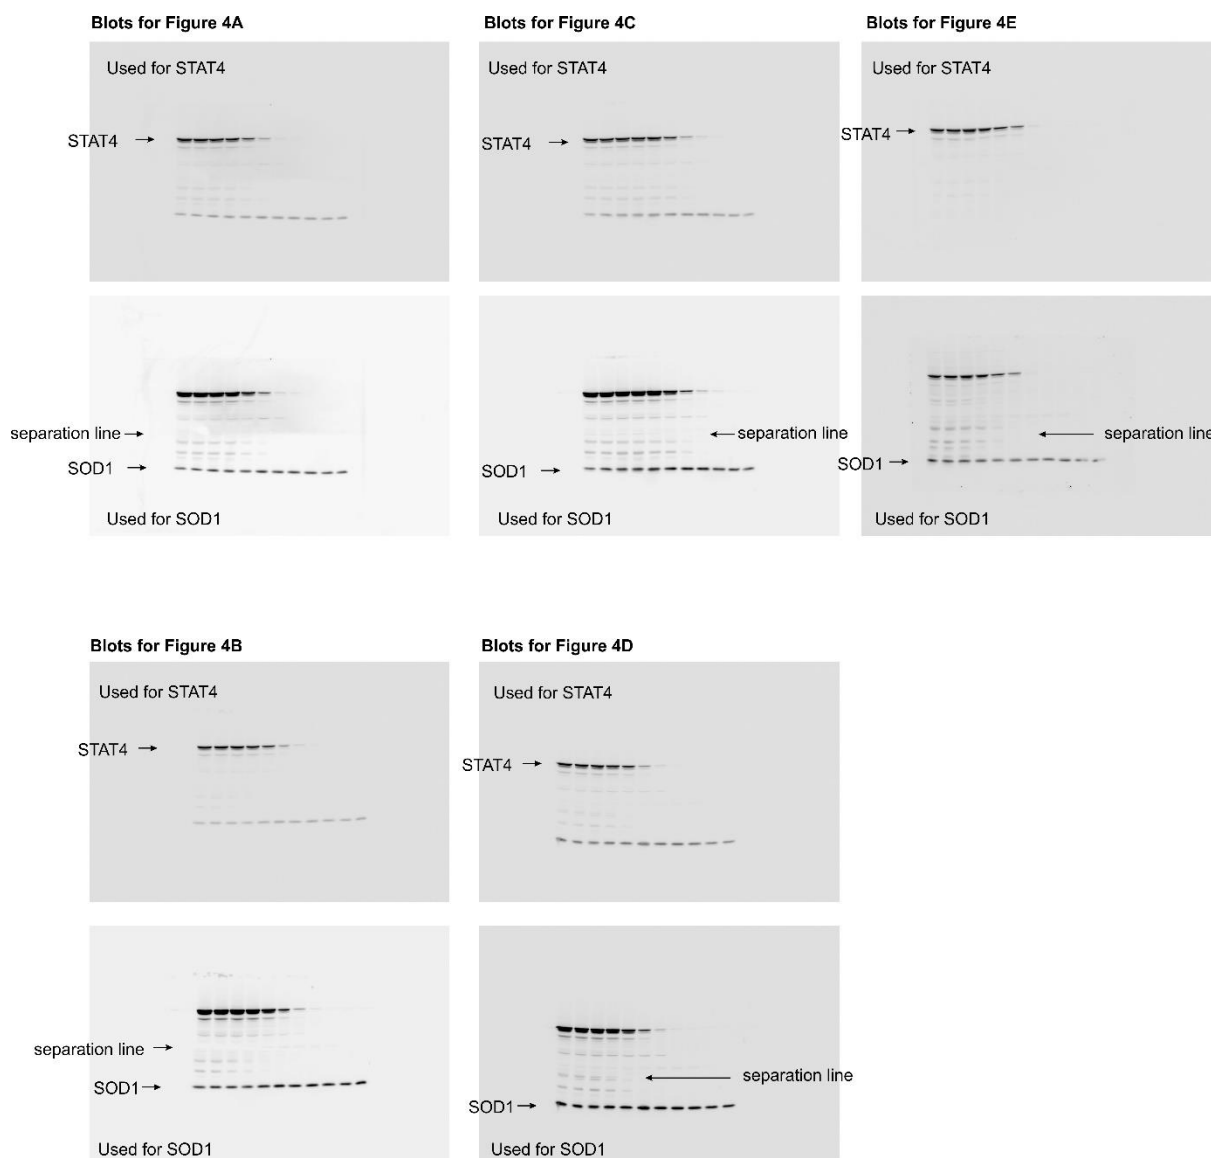 Blots for Figure 4A
Used for STAT4
STAT4
separation line
SOD1
Used for SOD1
Blots for Figure 4C
Used for STAT4
STAT4
separation line
SOD1
Used for SOD1
Blots for Figure 4E
Used for STAT4
STAT4
separation line
SOD1
Used for SOD1
Blots for Figure 4B
Used for STAT4
STAT4
separation line
SOD1
Used for SOD1
Blots for Figure 4D
Used for STAT4
STAT4
separation line
SOD1
Used for SOD1